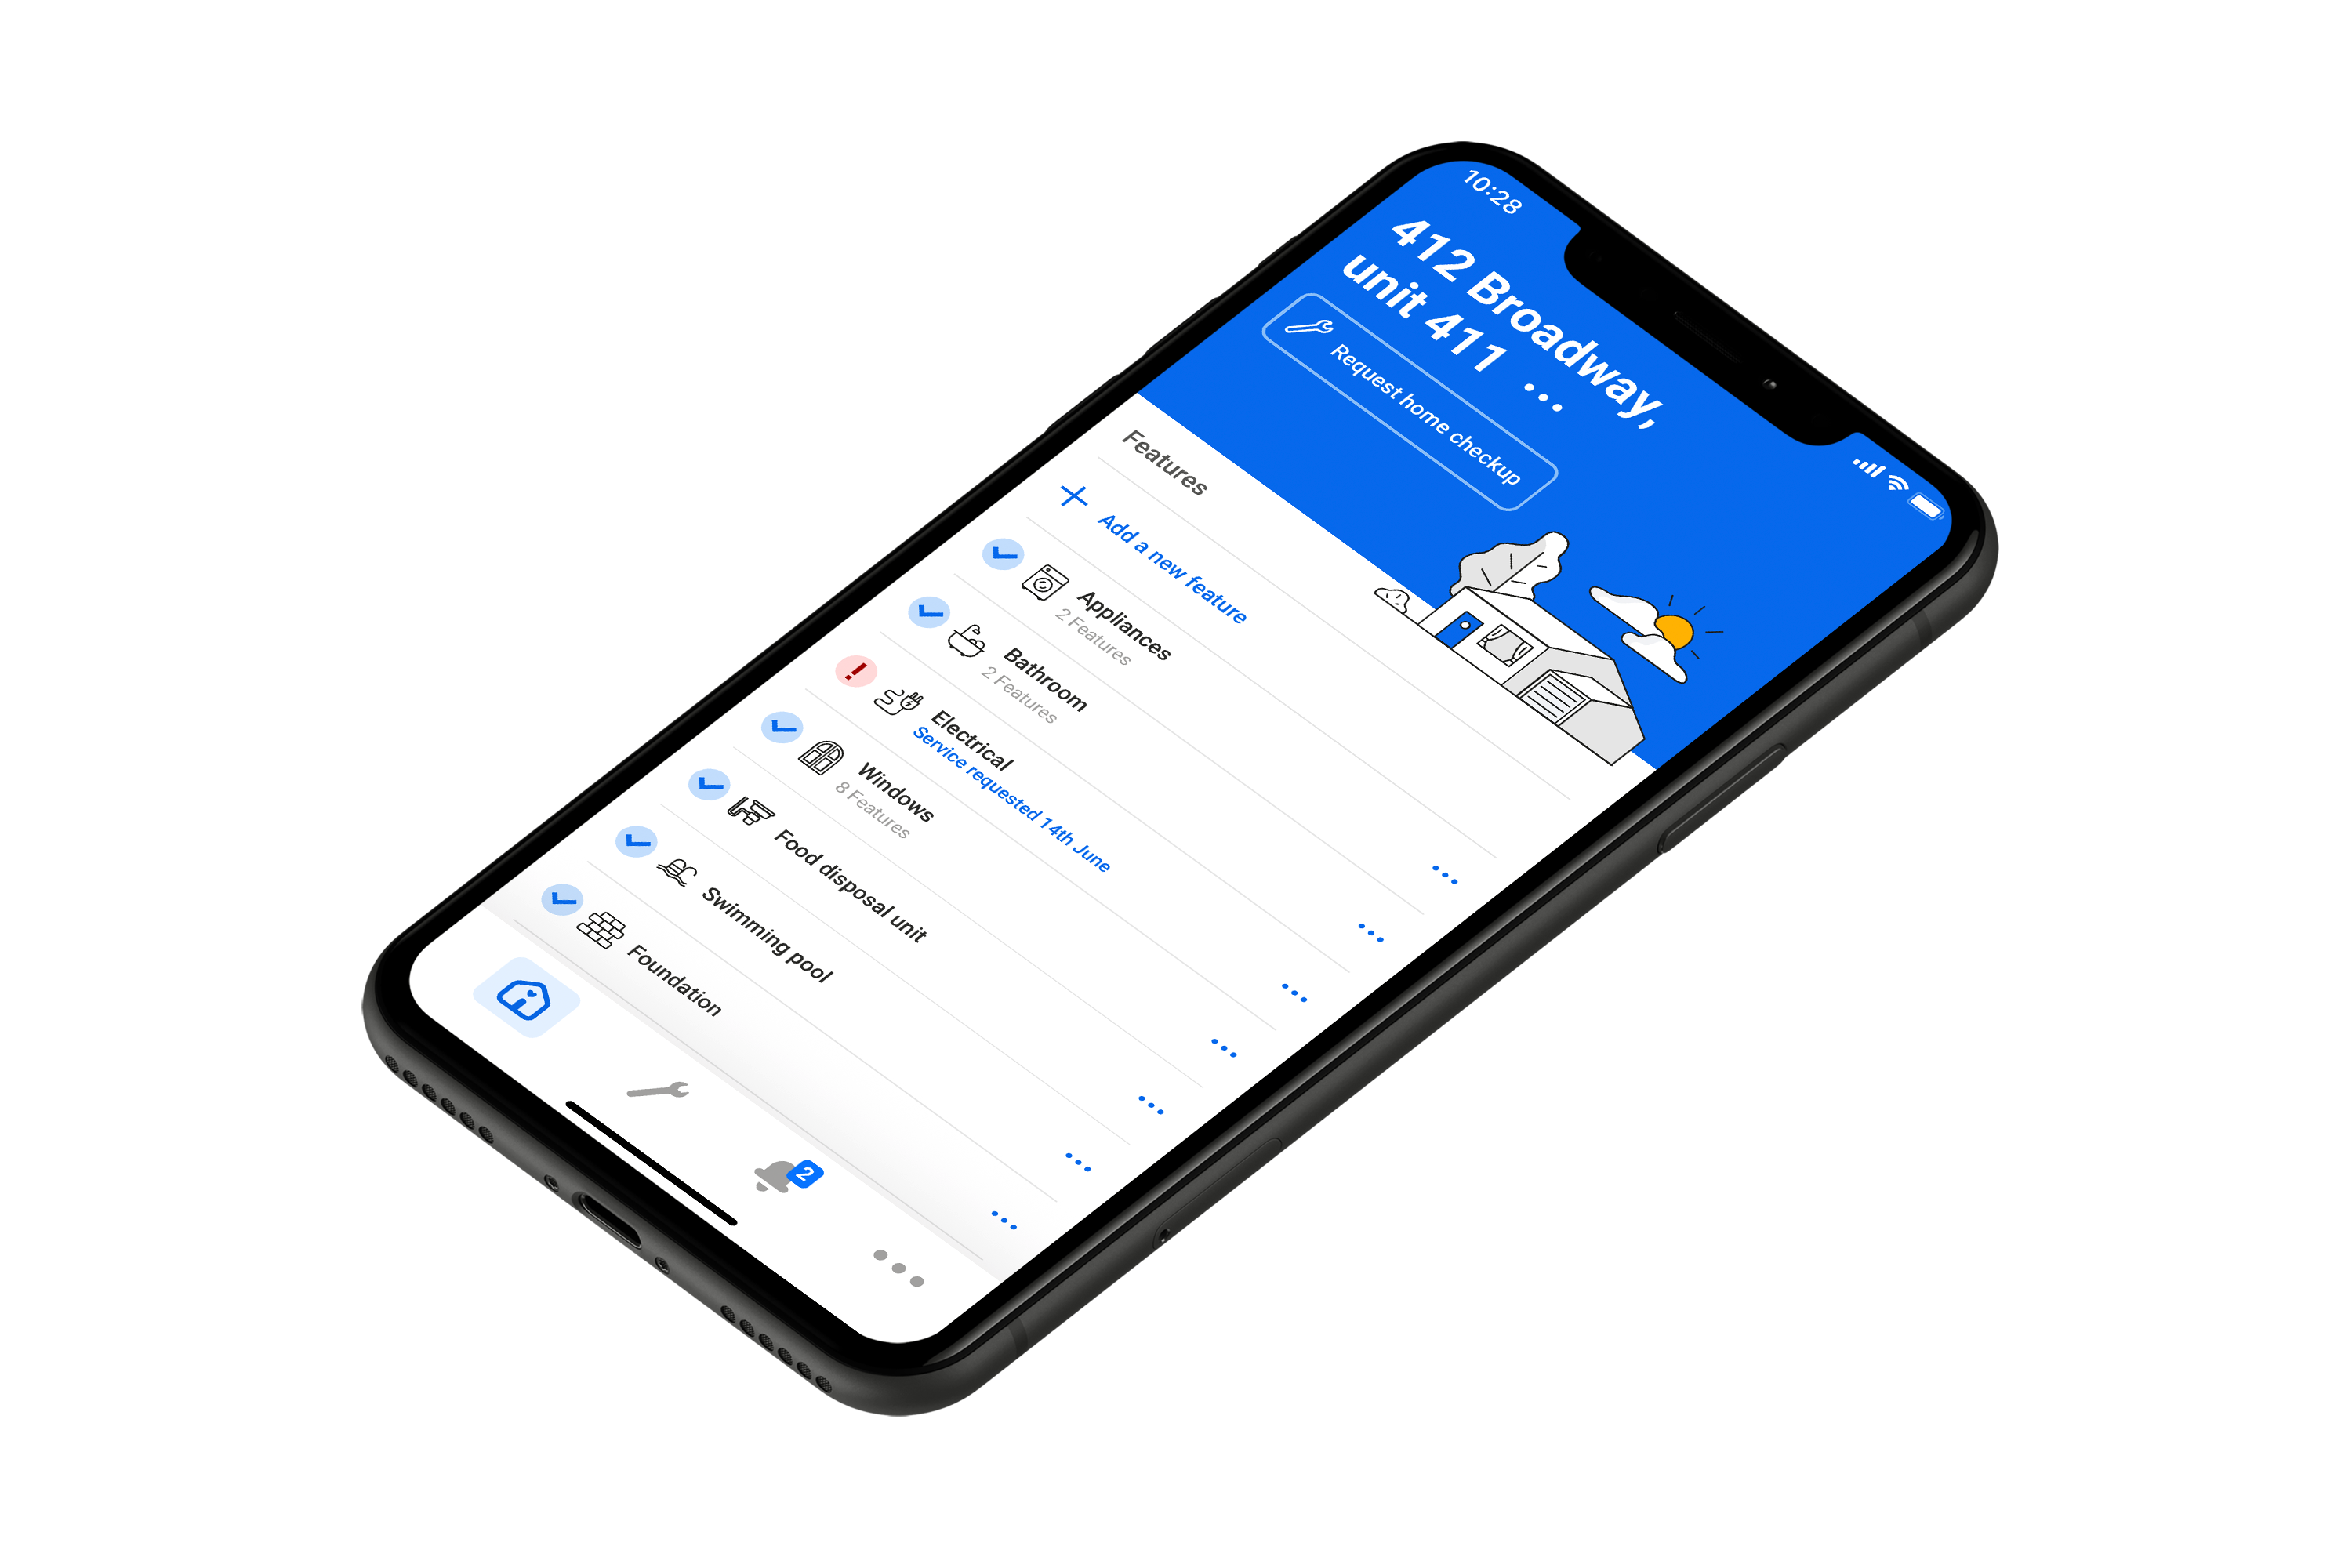 10:28
412 Broadway,
unit 411 ...
Request home checkup
Features
Add a new feature
Appliances
2 Features
Bathroom
2 Features
Electrical
Service requested 14th June
Windows
8 Features
Food disposal unit
Swimming pool
Foundation
2